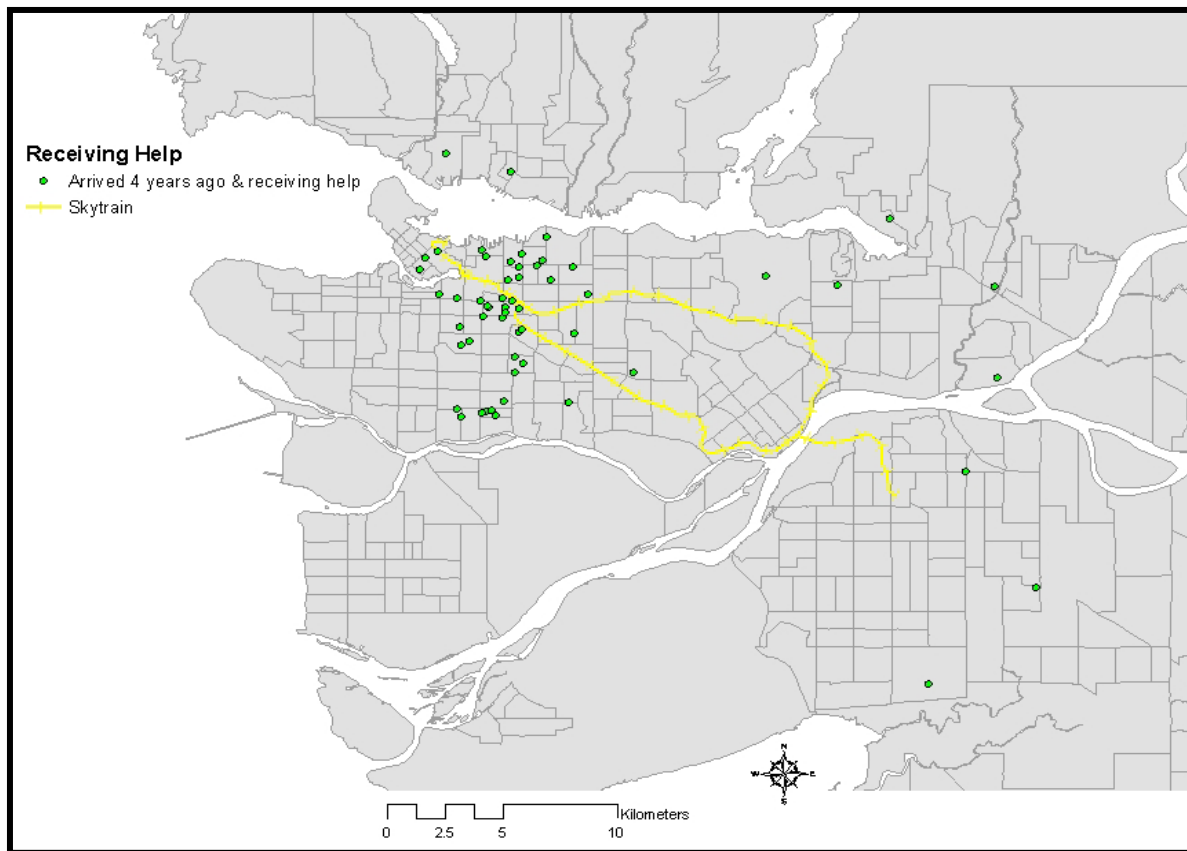 Receiving Help
Arrived 4 years ago & receiving help
Skytrain
N
W E
S
Kilometers
0 2.5 5 10